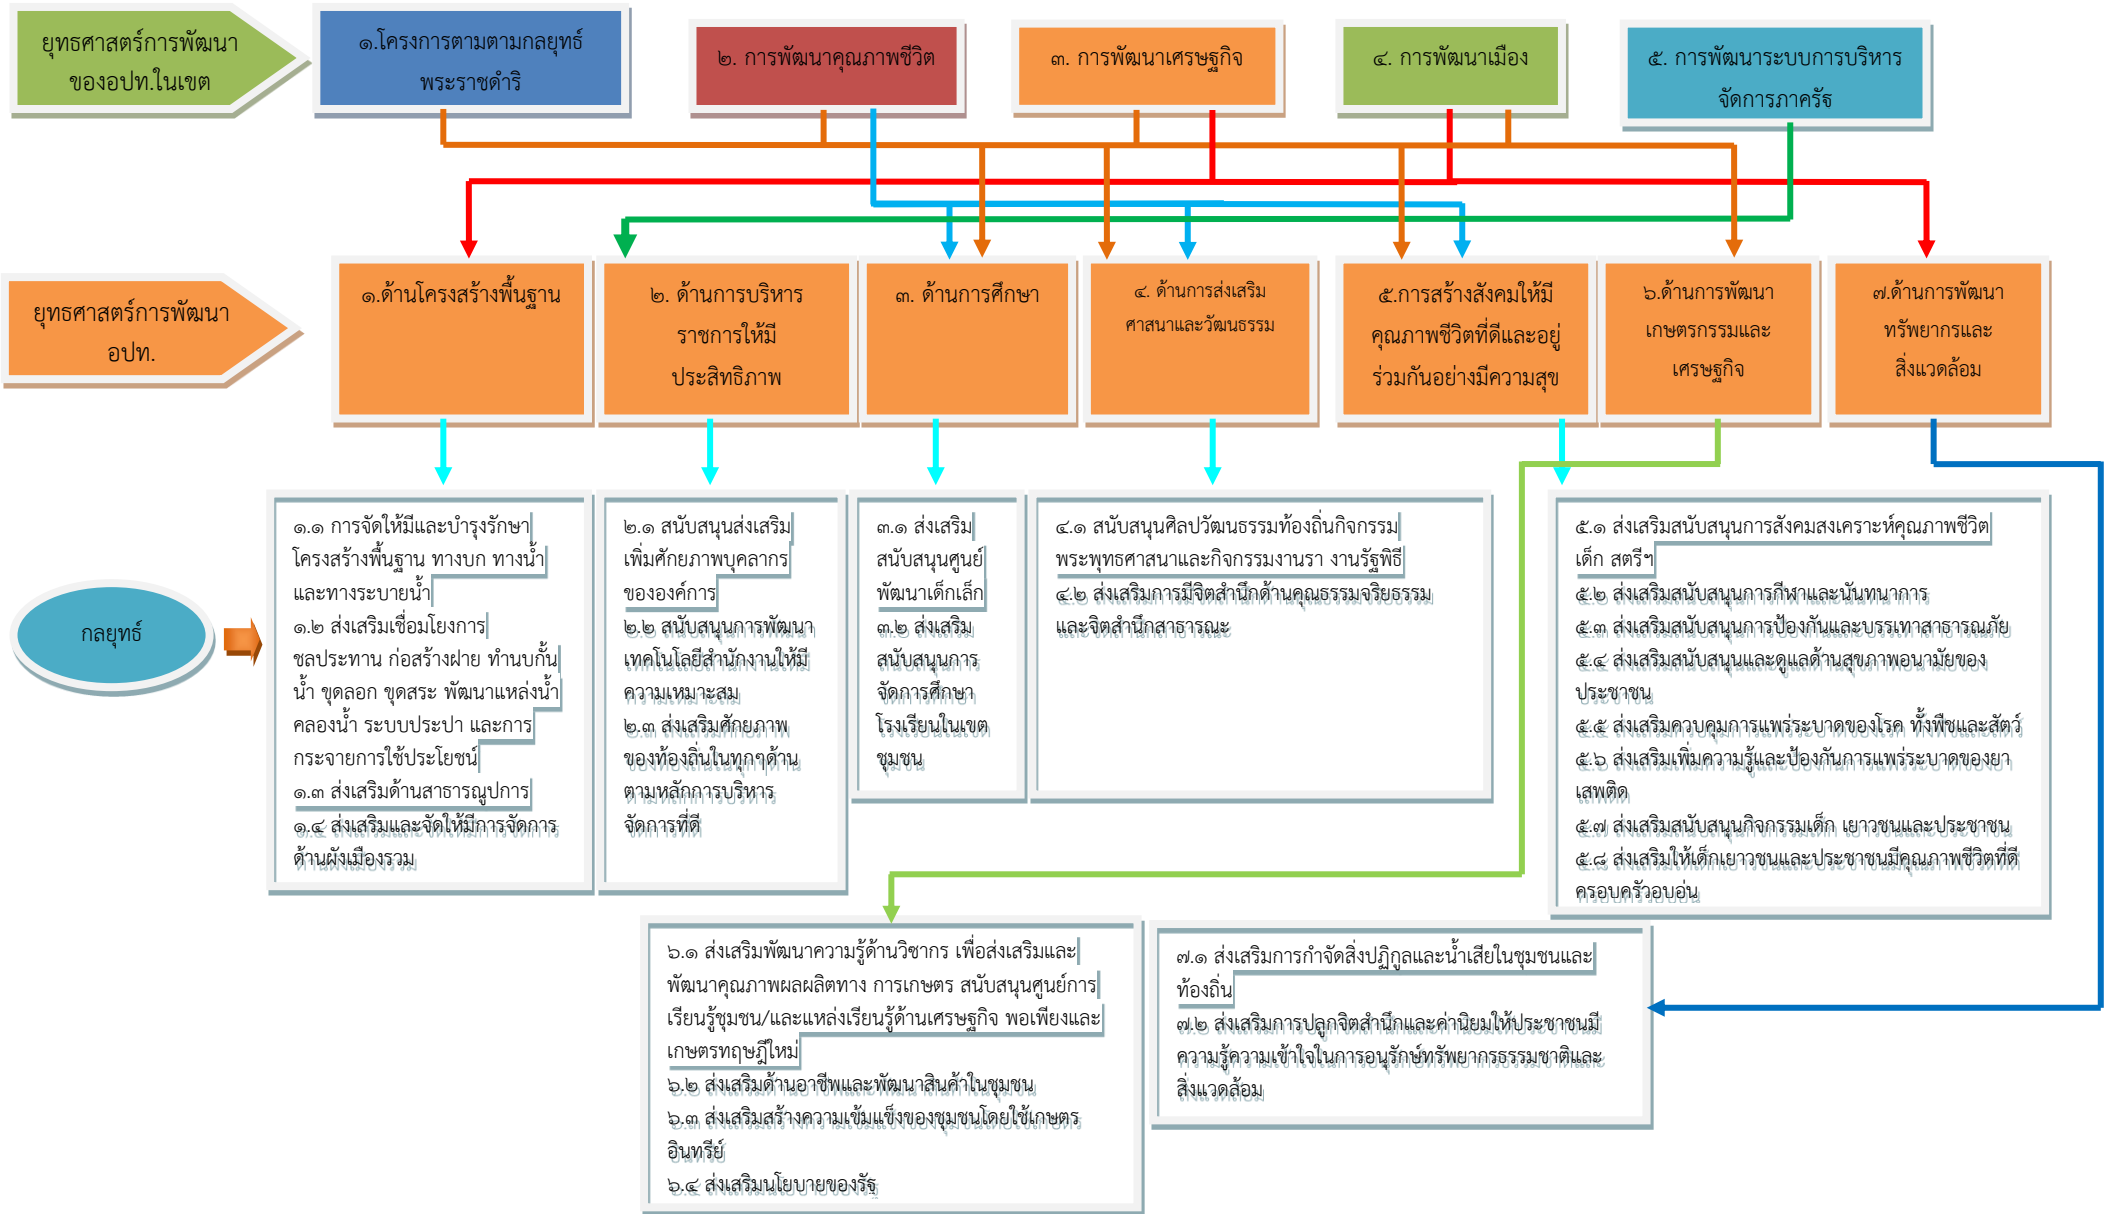 ยุทธศาสตร์การพัฒนา
ของอปท.ในเขต
๑.โครงการตามตามกลยุทธ์
พระราชดำริ
๒. การพัฒนาคุณภาพชีวิต
๓. การพัฒนาเศรษฐกิจ
๔. การพัฒนาเมือง
๕. การพัฒนาระบบการบริหาร
จัดการภาครัฐ
ยุทธศาสตร์การพัฒนา
อปท.
๑.ด้านโครงสร้างพื้นฐาน
๒. ด้านการบริหาร
ราชการให้มี
ประสิทธิภาพ
๓. ด้านการศึกษา
๔. ด้านการส่งเสริม
ศาสนาและวัฒนธรรม
๕.การสร้างสังคมให้มี
คุณภาพชีวิตที่ดีและอยู่
ร่วมกันอย่างมีความสุข
๖.ด้านการพัฒนา
เกษตรกรรมและ
เศรษฐกิจ
๗.ด้านการพัฒนา
ทรัพยากรและ
สิ่งแวดล้อม
กลยุทธ์
๑.๑ การจัดให้มีและบำรุงรักษา
โครงสร้างพื้นฐาน ทางบก ทางน้ำ
และทางระบายน้ำ
๑.๒ ส่งเสริมเชื่อมโยงการ
ชลประทาน ก่อสร้างฝาย ทำนบกั้น
น้ำ ขุดลอก ขุดสระ พัฒนาแหล่งน้ำ
คลองน้ำ ระบบประปา และการ
กระจายการใช้ประโยชน์
๑.๓ ส่งเสริมด้านสาธารณูปการ
๑.๔ ส่งเสริมและจัดให้มีการจัดการ
ด้านผังเมืองรวม
๒.๑ สนับสนุนส่งเสริม
เพิ่มศักยภาพบุคลากร
ขององค์การ
๒.๒ สนับสนุนการพัฒนา
เทคโนโลยีสำนักงานให้มี
ความเหมาะสม
๒.๓ ส่งเสริมศักยภาพ
ของท้องถิ่นในทุกๆด้าน
ตามหลักการบริหาร
จัดการที่ดี
๓.๑ ส่งเสริม
สนับสนุนศูนย์
พัฒนาเด็กเล็ก
๓.๒ ส่งเสริม
สนับสนุนการ
จัดการศึกษา
โรงเรียนในเขต
ชุมชน
๔.๑ สนับสนุนศิลปวัฒนธรรมท้องถิ่นกิจกรรม
พระพุทธศาสนาและกิจกรรมงานรา งานรัฐพิธี
๔.๒ ส่งเสริมการมีจิตสำนึกด้านคุณธรรมจริยธรรม
และจิตสำนึกสาธารณะ
๕.๑ ส่งเสริมสนับสนุนการสังคมสงเคราะห์คุณภาพชีวิต
เด็ก สตรีฯ
๕.๒ ส่งเสริมสนับสนุนการกีฬาและนันทนาการ
๕.๓ ส่งเสริมสนับสนุนการป้องกันและบรรเทาสาธารณภัย
๕.๔ ส่งเสริมสนับสนุนและดูแลด้านสุขภาพอนามัยของ
ประชาชน
๕.๕ ส่งเสริมควบคุมการแพร่ระบาดของโรค ทั้งพืชและสัตว์
๕.๖ ส่งเสริมเพิ่มความรู้และป้องกันการแพร่ระบาดของยา
เสพติด
๕.๗ ส่งเสริมสนับสนุนกิจกรรมเด็ก เยาวชนและประชาชน
๕.๘ ส่งเสริมให้เด็กเยาวชนและประชาชนมีคุณภาพชีวิตที่ดี
ครอบครัวอบอ่น
๖.๑ ส่งเสริมพัฒนาความรู้ด้านวิชากร เพื่อส่งเสริมและ
พัฒนาคุณภาพผลผลิตทาง การเกษตร สนับสนุนศูนย์การ
เรียนรู้ชุมชน/และแหล่งเรียนรู้ด้านเศรษฐกิจ พอเพียงและ
เกษตรทฤษฎีใหม่
๖.๒ ส่งเสริมด้านอาชีพและพัฒนาสินค้าในชุมชน
๖.๓ ส่งเสริมสร้างความเข้มแข็งของชุมชนโดยใช้เกษตร
อินทรีย์
๖.๔ ส่งเสริมนโยบายของรัฐ
๗.๑ ส่งเสริมการกำจัดสิ่งปฏิกูลและน้ำเสียในชุมชนและ
ท้องถิ่น
๗.๒ ส่งเสริมการปลูกจิตสำนึกและค่านิยมให้ประชาชนมี
ความรู้ความเข้าใจในการอนุรักษ์ทรัพยากรธรรมชาติและ
สิ่งแวดล้อม